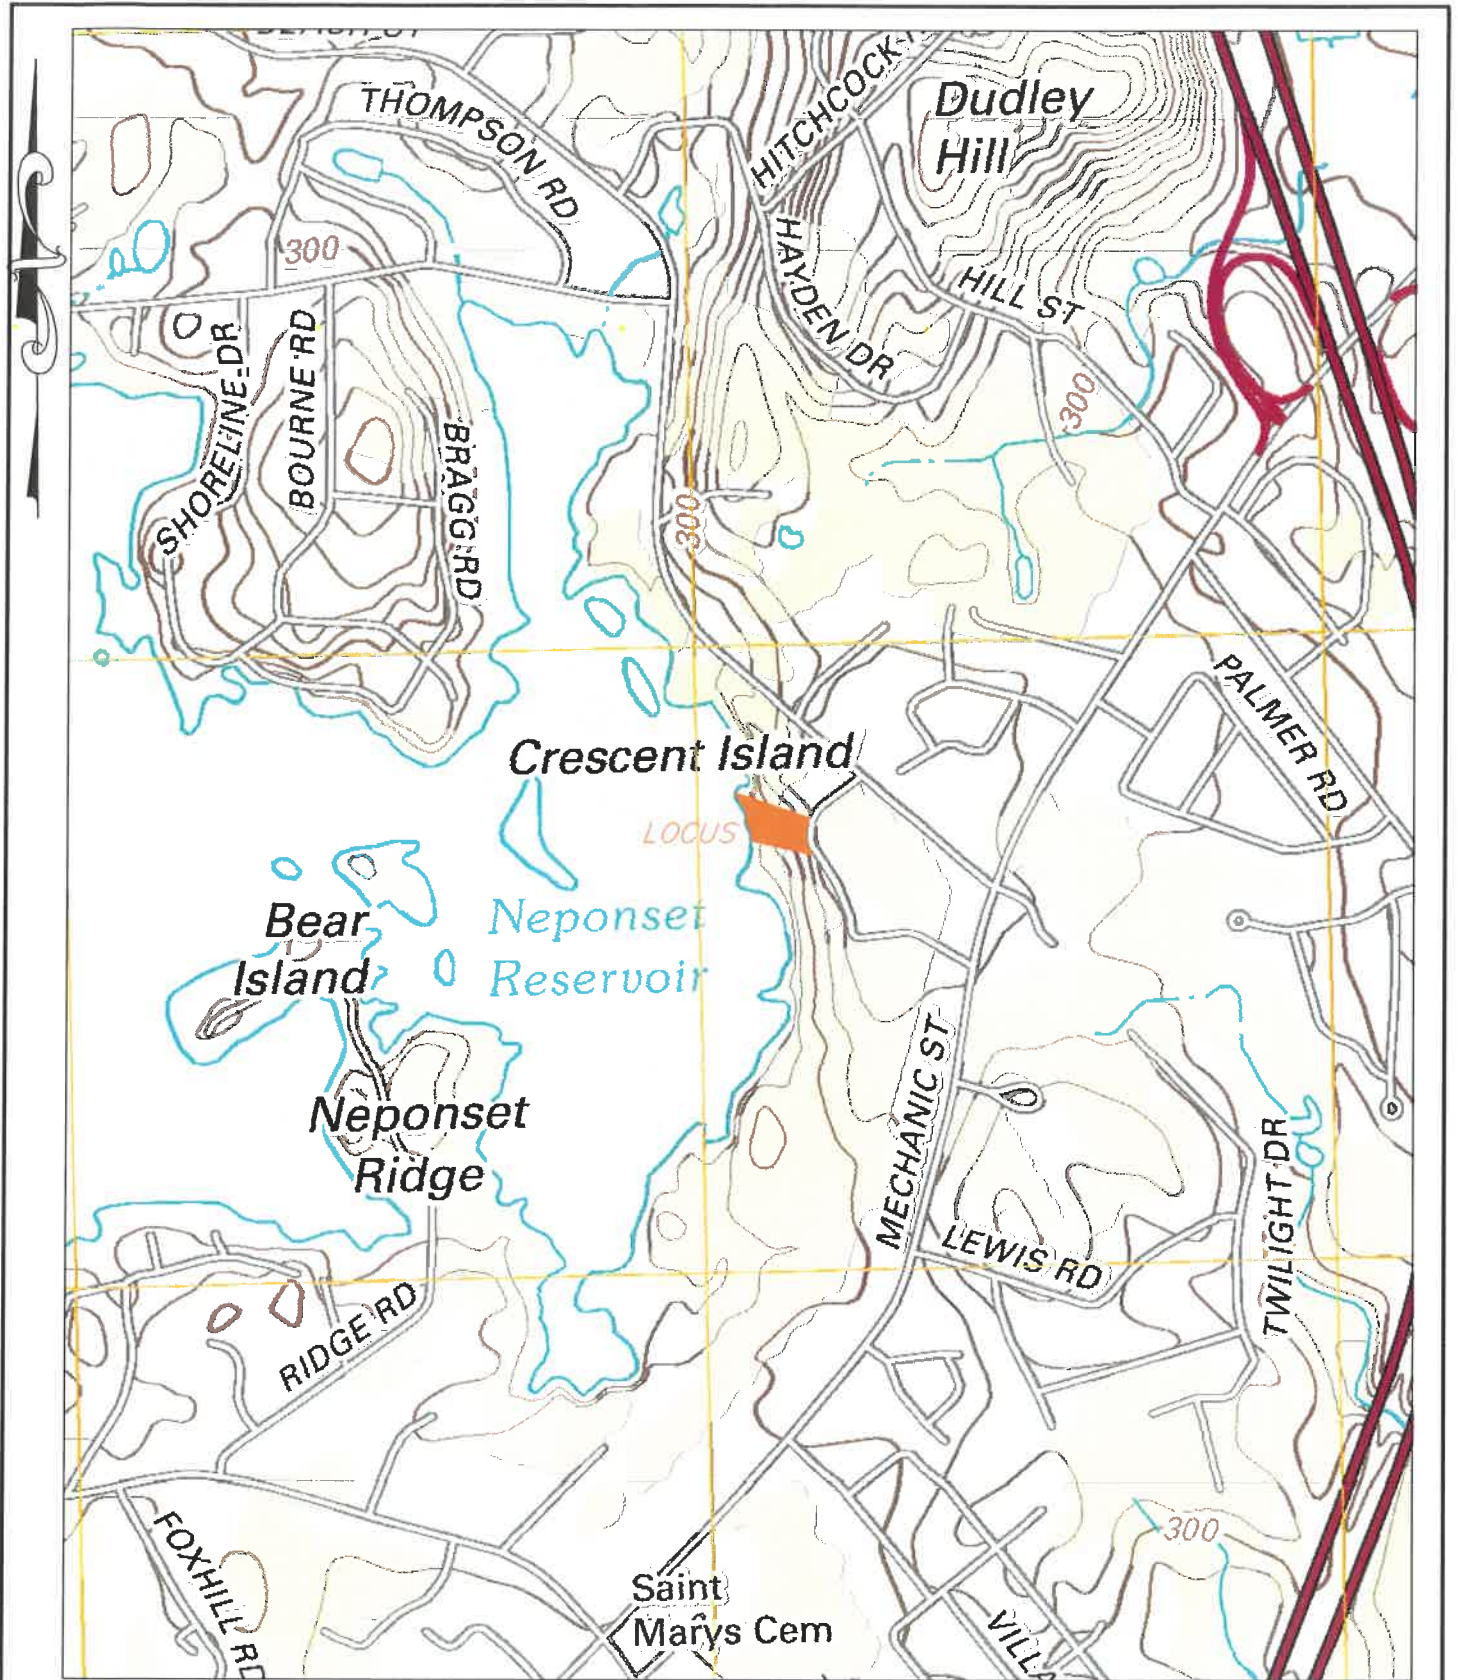 THOMPSON RD
HITCHCOCK
Dudley
Hill
300
HAYDEN DR
HILL ST
SHORELINE DR
BOURNE RD
BRAGG RD
300
300
PALMER RD
Crescent Island
LOCUS
Bear
Island
Neponset
Reservoir
Neponset
Ridge
MECHANIC ST
LEWIS RD
TWILIGHT DR
RIDGE RD
FOXHILL RD
300
Saint
Marys Cem
VILLA